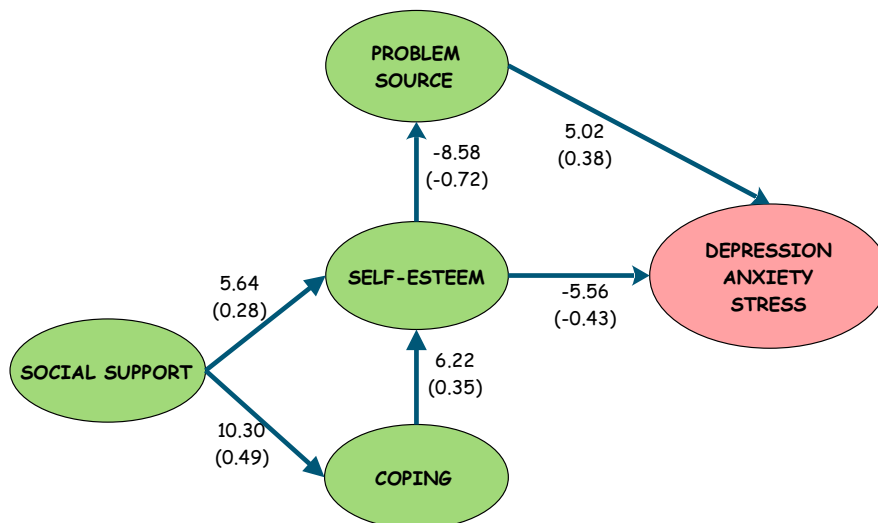 PROBLEM
SOURCE
5.02
(0.38)
-8.58
(-0.72)
DEPRESSION
ANXIETY
STRESS
SELF-ESTEEM
5.64
(0.28)
-5.56
(-0.43)
SOCIAL SUPPORT
6.22
(0.35)
10.30
(0.49)
COPING